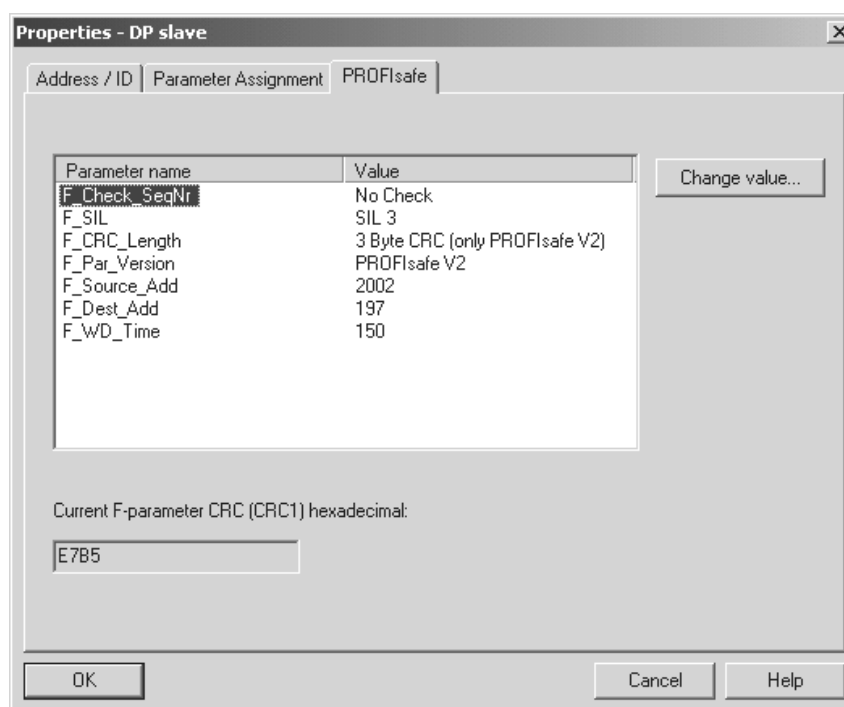 Properties - DP slave
Address / ID Parameter Assignment PROFIsafe
Parameter name Value
F_Check_SeqNr No Check
F_SIL SIL 3
F_CRC_Length 3 Byte CRC (only PROFIsafe V2)
F_Par_Version PROFIsafe V2
F_Source_Add 2002
F_Dest_Add 197
F_WD_Time 150
Change value...
Current F-parameter CRC (CRC1) hexadecimal:
E7B5
OK Cancel Help